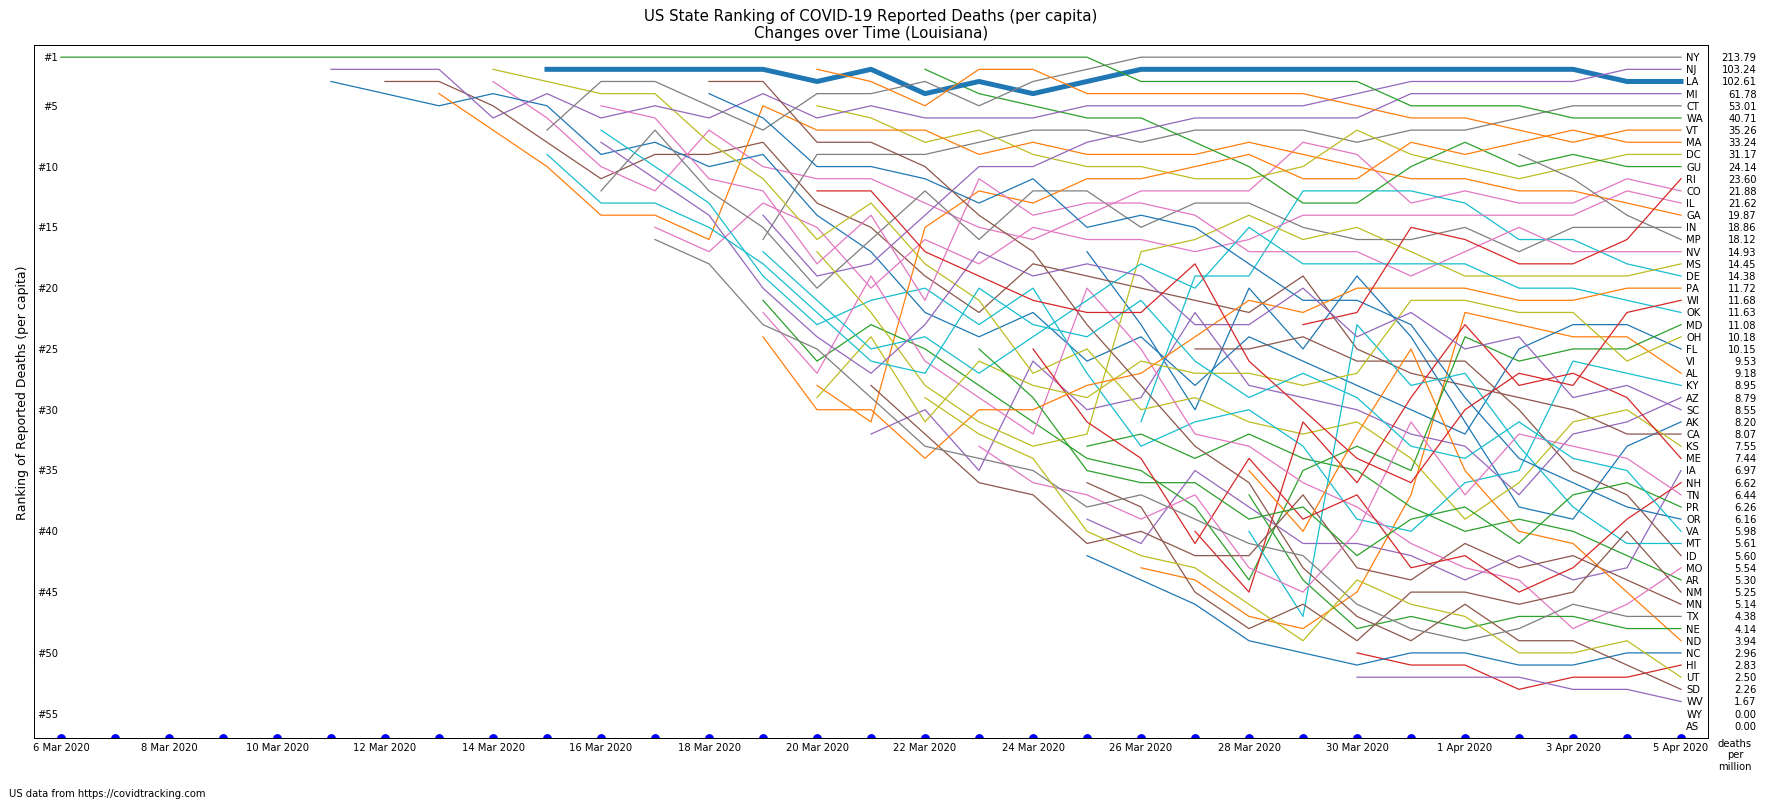 US State Ranking of COVID-19 Reported Deaths (per capita)
Changes over Time (Louisiana)
Ranking of Reported Deaths (per capita)
#1
#5
#10
#15
#20
#25
#30
#35
#40
#45
#50
#55
NY 213.79
NJ 103.24
LA 102.61
MI 61.78
CT 53.01
WA 40.71
VT 35.26
MA 33.24
DC 31.17
GU 24.14
RI 23.60
CO 21.88
IL 21.62
GA 19.87
IN 18.86
MP 18.12
NV 14.93
MS 14.45
DE 14.38
PA 11.72
WI 11.68
OK 11.63
MD 11.08
OH 10.18
FL 10.15
VI 9.53
AL 9.18
KY 8.95
AZ 8.79
SC 8.55
AK 8.20
CA 8.07
KS 7.55
ME 7.44
IA 6.97
NH 6.62
TN 6.44
PR 6.26
OR 6.16
VA 5.98
MT 5.61
ID 5.60
MO 5.54
AR 5.30
NM 5.25
MN 5.14
TX 4.38
NE 4.14
ND 3.94
NC 2.96
HI 2.83
UT 2.50
SD 2.26
WV 1.67
WY 0.00
AS 0.00
6 Mar 2020 8 Mar 2020 10 Mar 2020 12 Mar 2020 14 Mar 2020 16 Mar 2020 18 Mar 2020 20 Mar 2020 22 Mar 2020 24 Mar 2020 26 Mar 2020 28 Mar 2020 30 Mar 2020 1 Apr 2020 3 Apr 2020 5 Apr 2020
deaths
per
million
US data from https://covidtracking.com